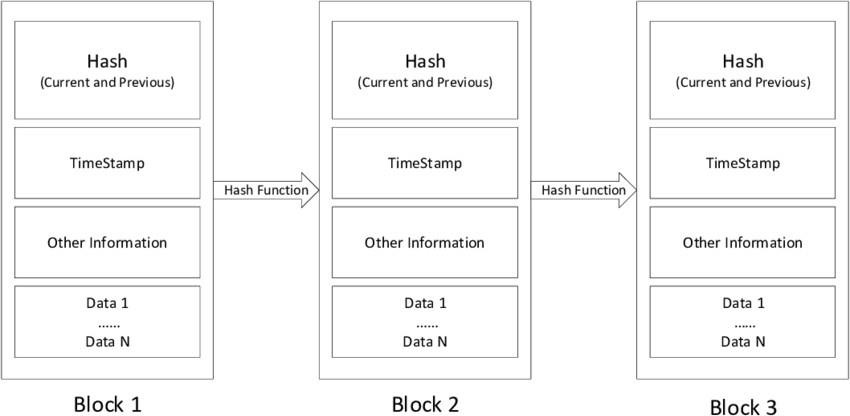 Hash
(Current and Previous)
TimeStamp
Other Information
Data 1
......
Data N
Block 1
Hash Function
Hash
(Current and Previous)
TimeStamp
Other Information
Data 1
......
Data N
Block 2
Hash Function
Hash
(Current and Previous)
TimeStamp
Other Information
Data 1
......
Data N
Block 3